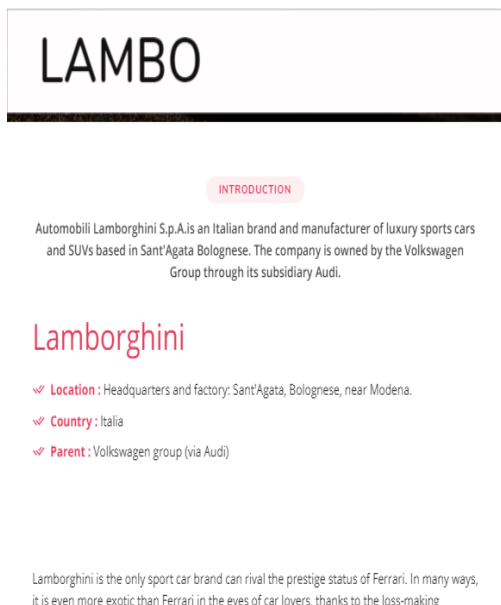 LAMBO
INTRODUCTION
Automobili Lamborghini S.p.A.is an Italian brand and manufacturer of luxury sports cars
and SUVs based in Sant'Agata Bolognese. The company is owned by the Volkswagen
Group through its subsidiary Audi.
Lamborghini
Location : Headquarters and factory: Sant'Agata, Bolognese, near Modena.
Country : Italia
Parent : Volkswagen group (via Audi)
Lamborghini is the only sport car brand can rival the prestige status of Ferrari. In many ways,
it is even more exotic than Ferrari in the eyes of car lovers, thanks to the loss-making